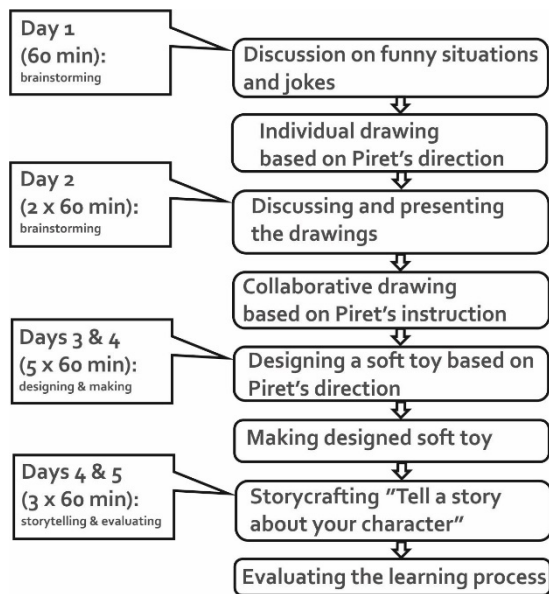 Day 1
(60 min):
brainstorming
Discussion on funny situations
and jokes
Individual drawing
based on Piret's direction
Day 2
(2 x 60 min):
brainstorming
Discussing and presenting
the drawings
Collaborative drawing
based on Piret's instruction
Days 3 & 4
(5 x 60 min):
designing & making
Designing a soft toy based on
Piret's direction
Making designed soft toy
Days 4 & 5
(3 x 60 min):
storytelling & evaluating
Storycrafting "Tell a story
about your character"
Evaluating the learning process